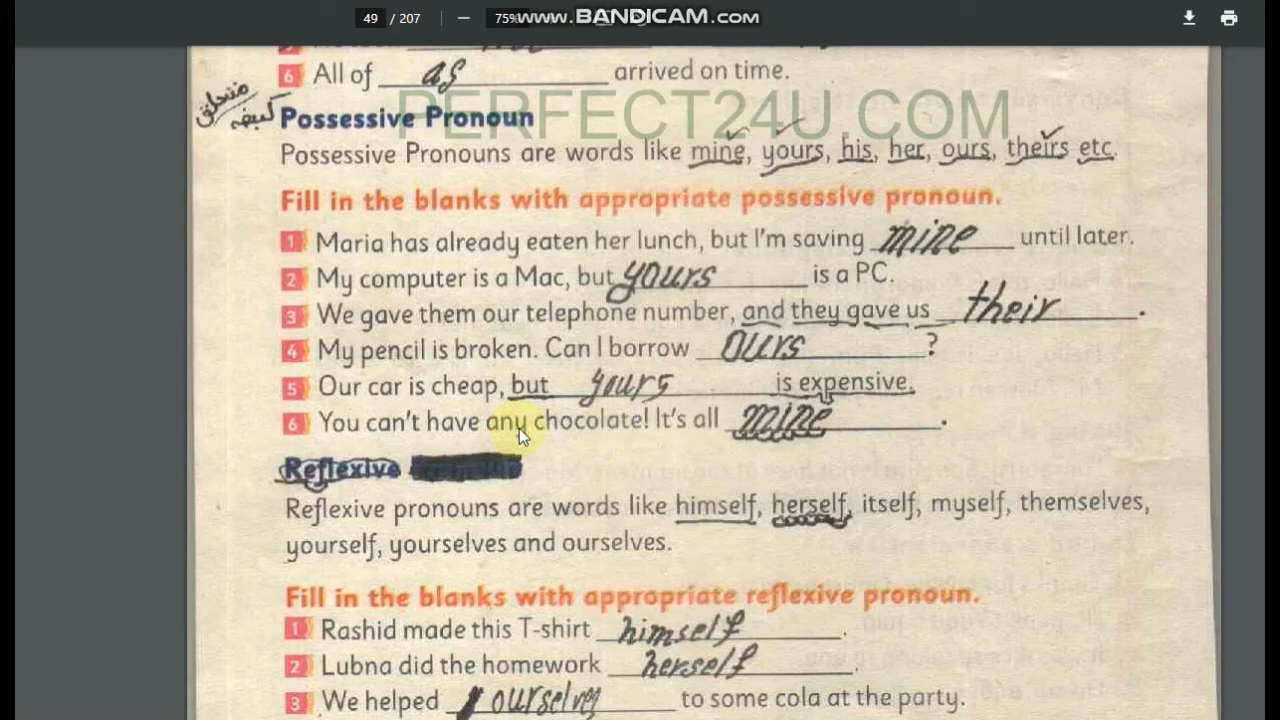 49 / 207 — 75%
WWW.BANDICAM.COM
6 All of as arrived on time.
متعلق
PERFECT24U COM
Possessive Pronoun
Possessive Pronouns are words like mine, yours, his, her, ours, theirs etc.
Fill in the blanks with appropriate possessive pronoun.
1 Maria has already eaten her lunch, but I'm saving mine until later.
2 My computer is a Mac, but yours is a PC.
3 We gave them our telephone number, and they gave us their .
4 My pencil is broken. Can I borrow ours ?
5 Our car is cheap, but yours is expensive.
6 You can't have any chocolate! It's all mine .
Reflexive
Reflexive pronouns are words like himself, herself, itself, myself, themselves,
yourself, yourselves and ourselves.
Fill in the blanks with appropriate reflexive pronoun.
1 Rashid made this T-shirt himself .
2 Lubna did the homework herself .
3 We helped ourselves to some cola at the party.